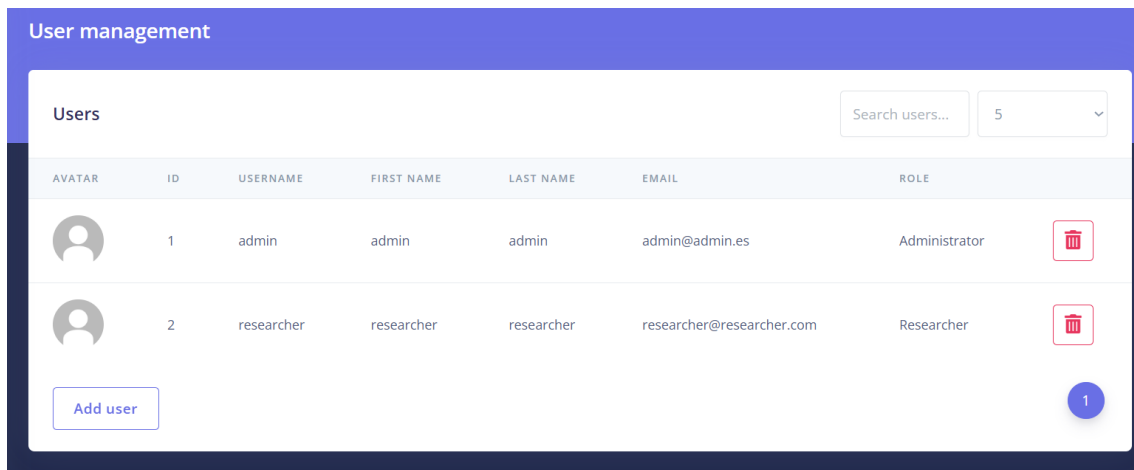 User management
Users
Search users... 5
AVATAR ID USERNAME FIRST NAME LAST NAME EMAIL ROLE
1 admin admin admin admin@admin.es Administrator
2 researcher researcher researcher researcher@researcher.com Researcher
Add user 1